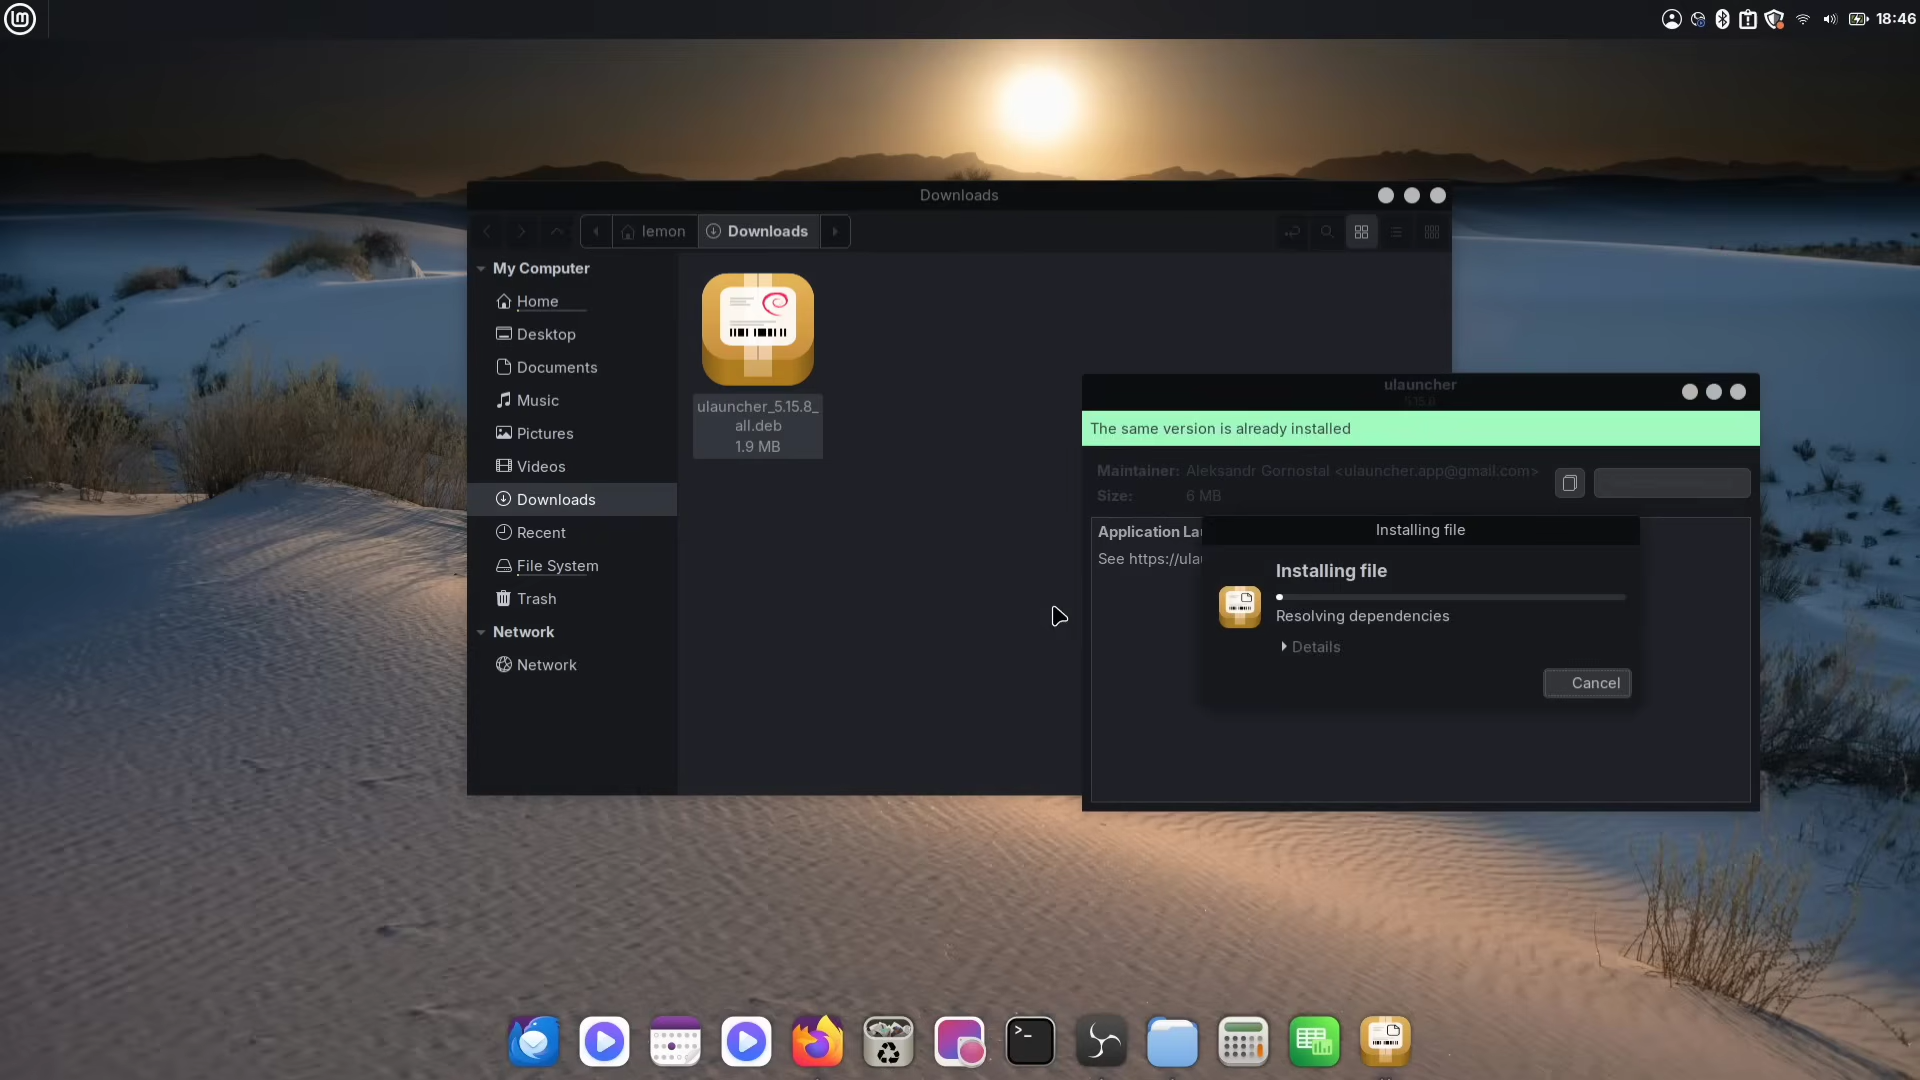 18:46
Downloads
lemon
Downloads
My Computer
Home
Desktop
Documents
Music
Pictures
Videos
Downloads
Recent
File System
Trash
Network
Network
ulauncher_5.15.8_
all.deb
1.9 MB
ulauncher
5.15.8
The same version is already installed
Maintainer: Aleksandr Gornostal <ulauncher.app@gmail.com>
Size: 6 MB
Application La
See https://ula
Installing file
Installing file
Resolving dependencies
Details
Cancel